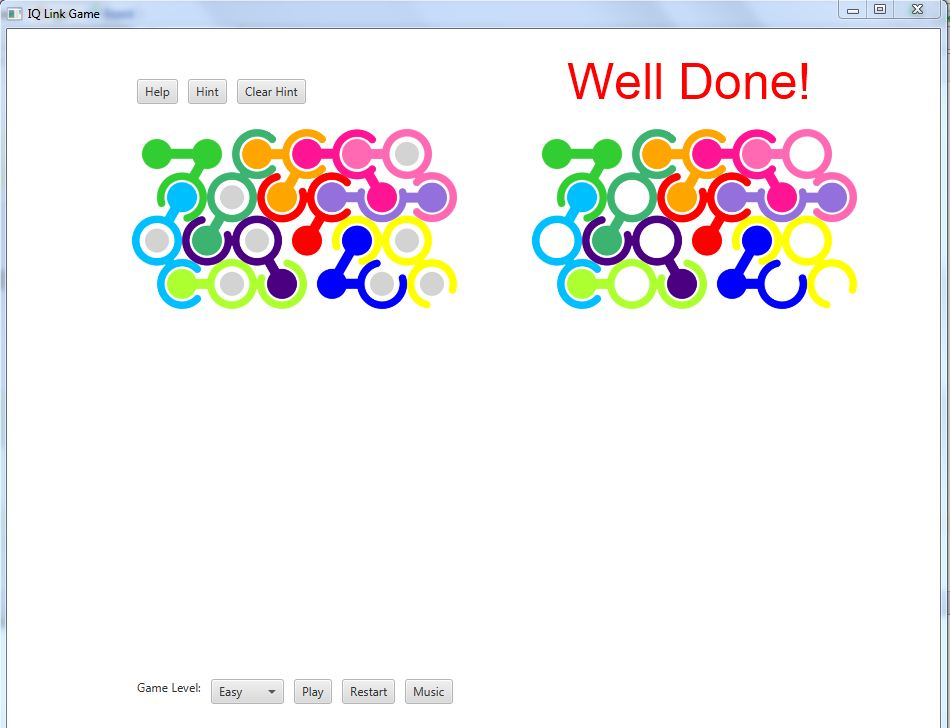 IQ Link Game
Well Done!
Help Hint Clear Hint
Game Level: Easy Play Restart Music